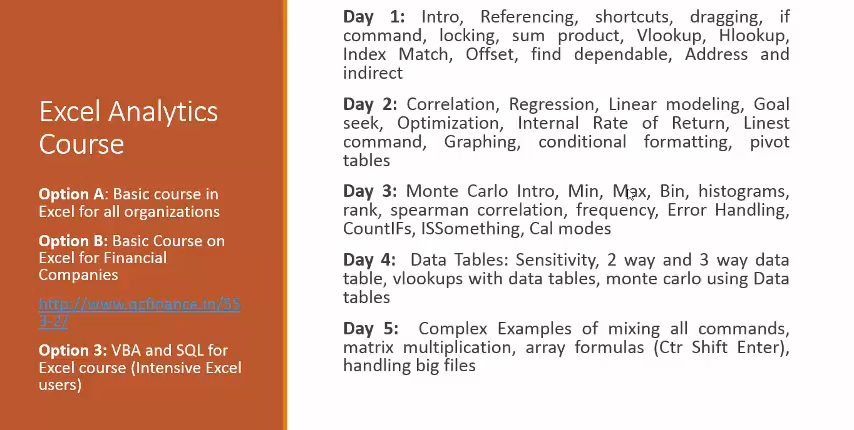 Excel Analytics
Course
Option A: Basic course in
Excel for all organizations
Option B: Basic Course on
Excel for Financial
Companies
http://www.qcfinance.in/55
3-2/
Option 3: VBA and SQL for
Excel course (Intensive Excel
users)
Day 1: Intro, Referencing, shortcuts, dragging, if
command, locking, sum product, Vlookup, Hlookup,
Index Match, Offset, find dependable, Address and
indirect
Day 2: Correlation, Regression, Linear modeling, Goal
seek, Optimization, Internal Rate of Return, Linest
command, Graphing, conditional formatting, pivot
tables
Day 3: Monte Carlo Intro, Min, Max, Bin, histograms,
rank, spearman correlation, frequency, Error Handling,
CountIFs, ISSomething, Cal modes
Day 4: Data Tables: Sensitivity, 2 way and 3 way data
table, vlookups with data tables, monte carlo using Data
tables
Day 5: Complex Examples of mixing all commands,
matrix multiplication, array formulas (Ctr Shift Enter),
handling big files